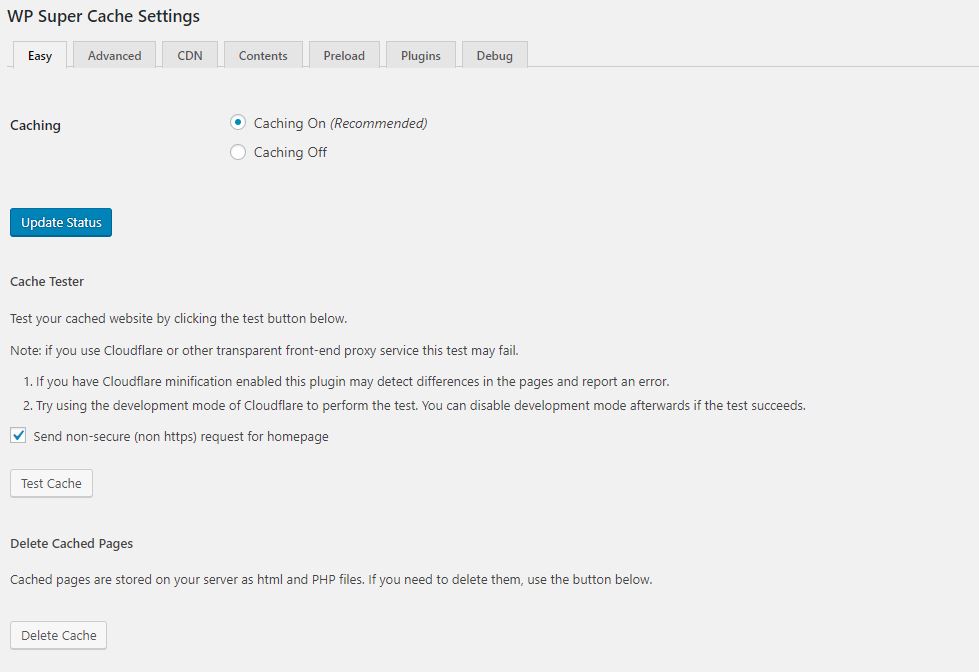 WP Super Cache Settings
Easy Advanced CDN Contents Preload Plugins Debug
Caching
Caching On (Recommended)
Caching Off
Update Status
Cache Tester
Test your cached website by clicking the test button below.
Note: if you use Cloudflare or other transparent front-end proxy service this test may fail.
1. If you have Cloudflare minification enabled this plugin may detect differences in the pages and report an error.
2. Try using the development mode of Cloudflare to perform the test. You can disable development mode afterwards if the test succeeds.
Send non-secure (non https) request for homepage
Test Cache
Delete Cached Pages
Cached pages are stored on your server as html and PHP files. If you need to delete them, use the button below.
Delete Cache